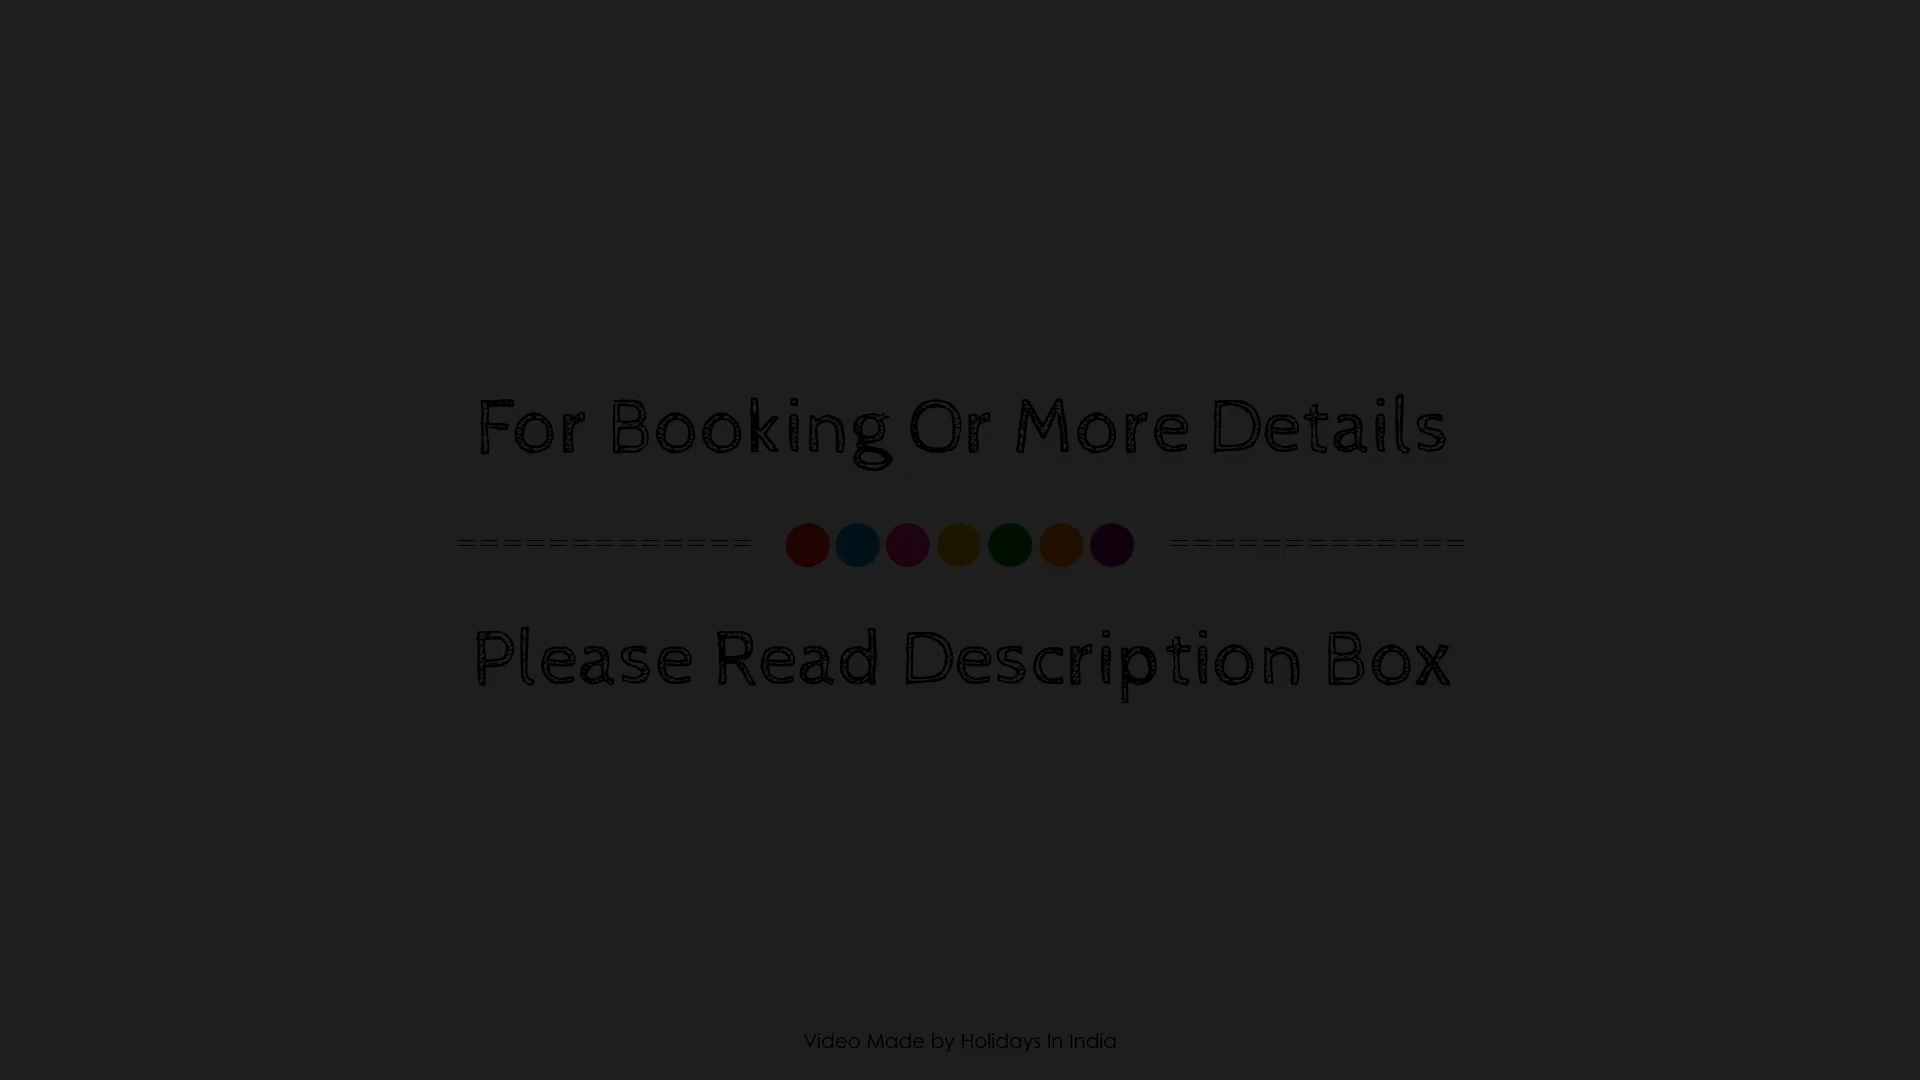 For Booking Or More Details
============= =============
Please Read Description Box
Video Made by Holidays In India